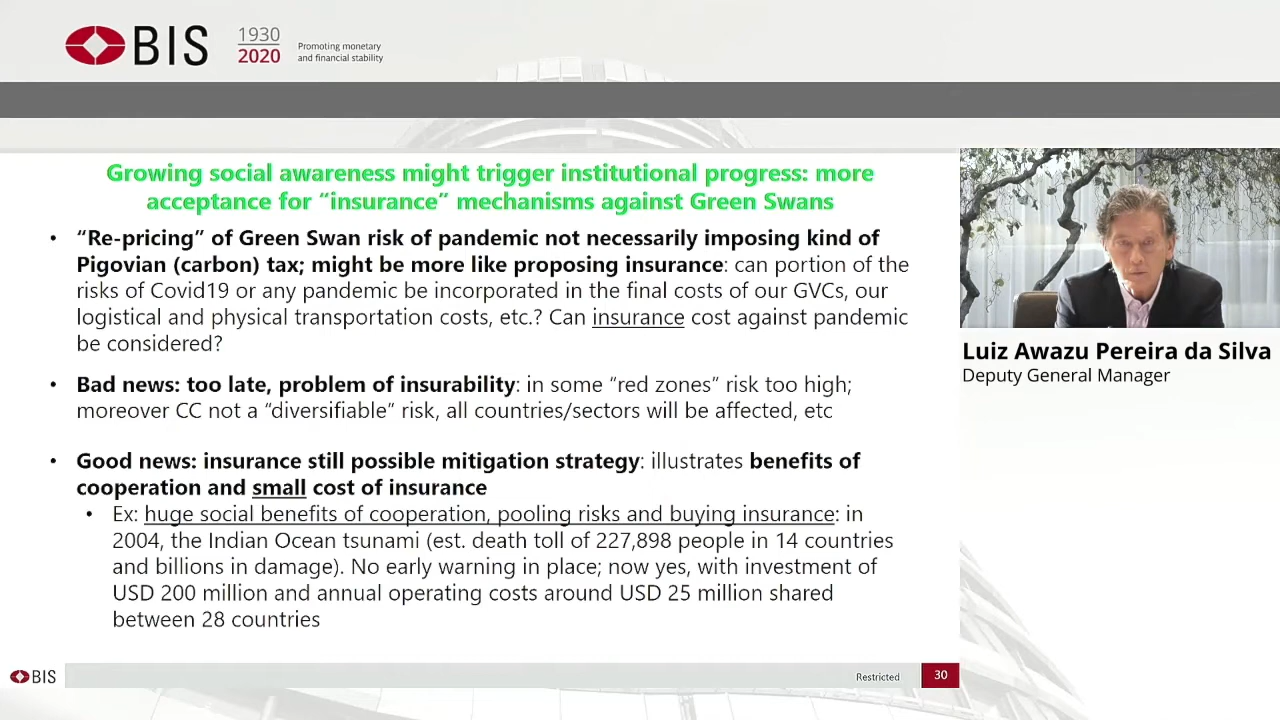 BIS
1930
2020
Promoting monetary
and financial stability
Growing social awareness might trigger institutional progress: more
acceptance for “insurance” mechanisms against Green Swans
• “Re-pricing” of Green Swan risk of pandemic not necessarily imposing kind of
Pigovian (carbon) tax; might be more like proposing insurance: can portion of the
risks of Covid19 or any pandemic be incorporated in the final costs of our GVCs, our
logistical and physical transportation costs, etc.? Can insurance cost against pandemic
be considered?
• Bad news: too late, problem of insurability: in some “red zones” risk too high;
moreover CC not a “diversifiable” risk, all countries/sectors will be affected, etc
• Good news: insurance still possible mitigation strategy: illustrates benefits of
cooperation and small cost of insurance
• Ex: huge social benefits of cooperation, pooling risks and buying insurance: in
2004, the Indian Ocean tsunami (est. death toll of 227,898 people in 14 countries
and billions in damage). No early warning in place; now yes, with investment of
USD 200 million and annual operating costs around USD 25 million shared
between 28 countries
Luiz Awazu Pereira da Silva
Deputy General Manager
BIS
Restricted
30